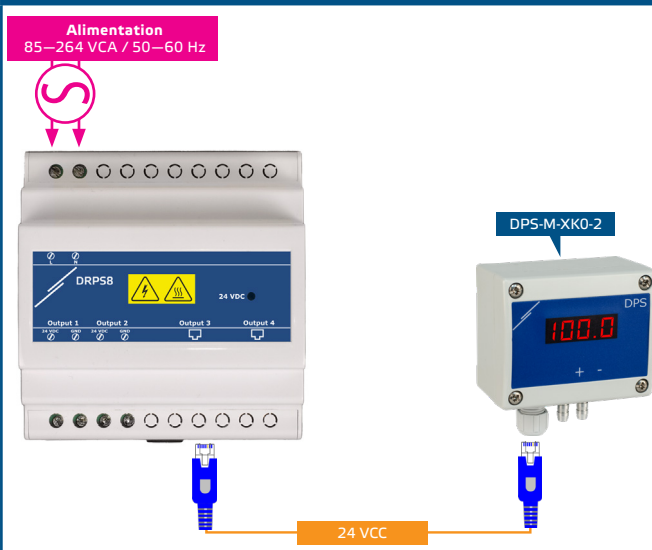 Alimentation
85—264 VCA / 50—60 Hz
DPS-M-XK0-2
L N
DRPS8
24 VDC
DPS
100.0
Output 1 Output 2 Output 3 Output 4
24 VDC GND 24 VDC GND
+ -
24 VCC